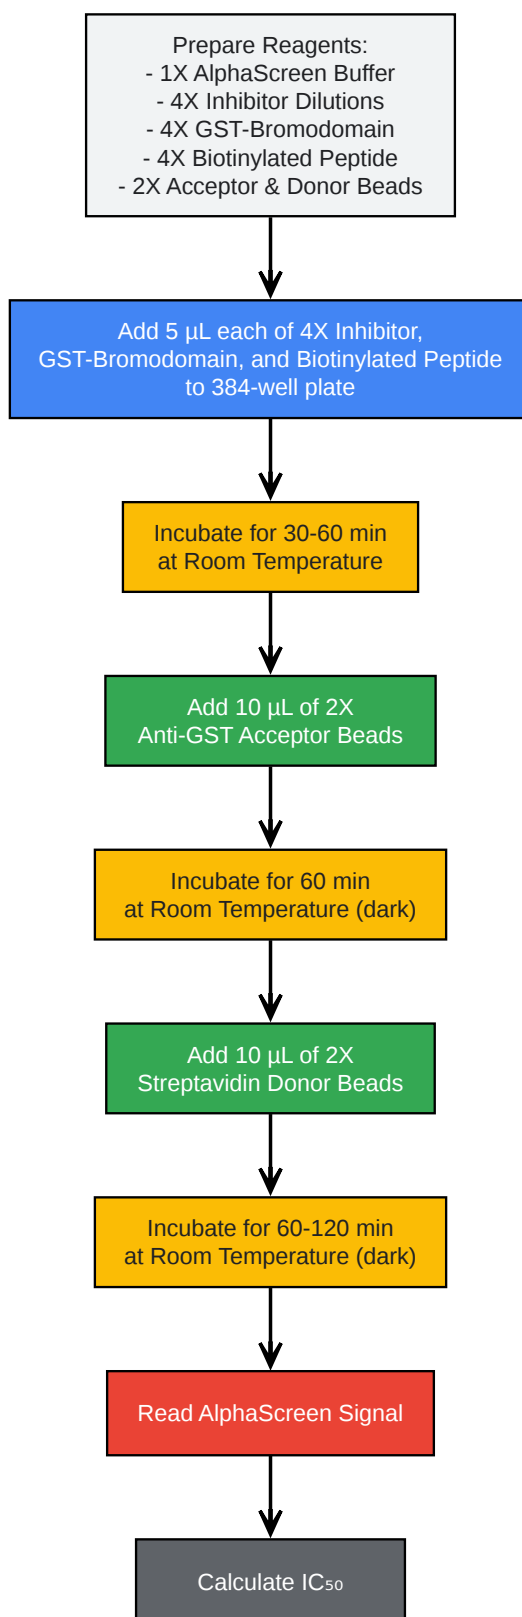 Prepare Reagents:
- 1X AlphaScreen Buffer
- 4X Inhibitor Dilutions
- 4X GST-Bromodomain
- 4X Biotinylated Peptide
- 2X Acceptor & Donor Beads
Add 5 µL each of 4X Inhibitor,
GST-Bromodomain, and Biotinylated Peptide
to 384-well plate
Incubate for 30-60 min
at Room Temperature
Add 10 µL of 2X
Anti-GST Acceptor Beads
Incubate for 60 min
at Room Temperature (dark)
Add 10 µL of 2X
Streptavidin Donor Beads
Incubate for 60-120 min
at Room Temperature (dark)
Read AlphaScreen Signal
Calculate IC₅₀